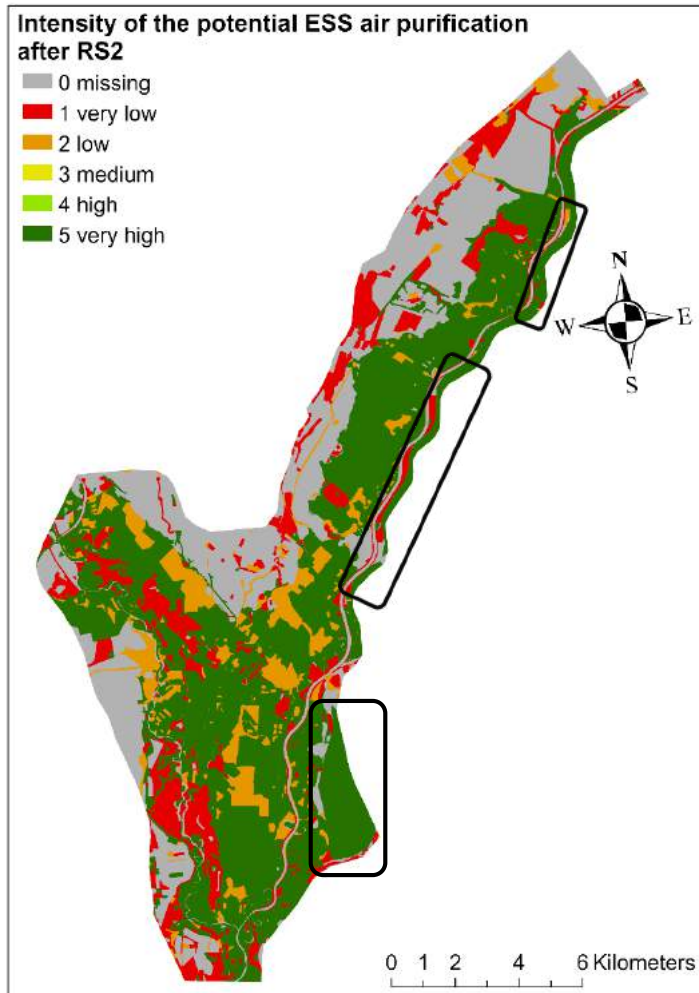 Intensity of the potential ESS air purification
after RS2
0 missing
1 very low
2 low
3 medium
4 high
5 very high
N
W E
S
0 1 2 4 6 Kilometers